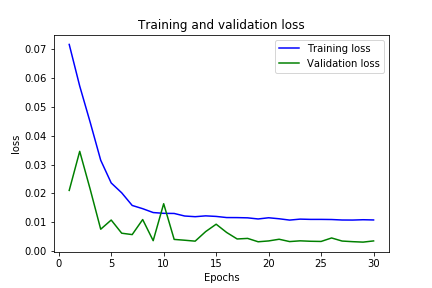 Training and validation loss
Training loss
Validation loss
0.07
0.06
0.05
0.04
0.03
0.02
0.01
0.00
loss
0 5 10 15 20 25 30
Epochs